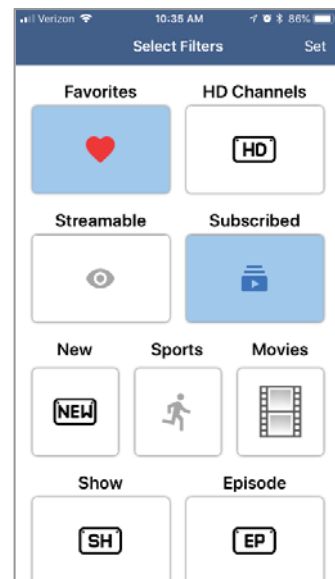 Verizon 10:35 AM 86%
Select Filters Set
Favorites HD Channels
HD
Streamable Subscribed
New Sports Movies
NEW
Show Episode
SH EP